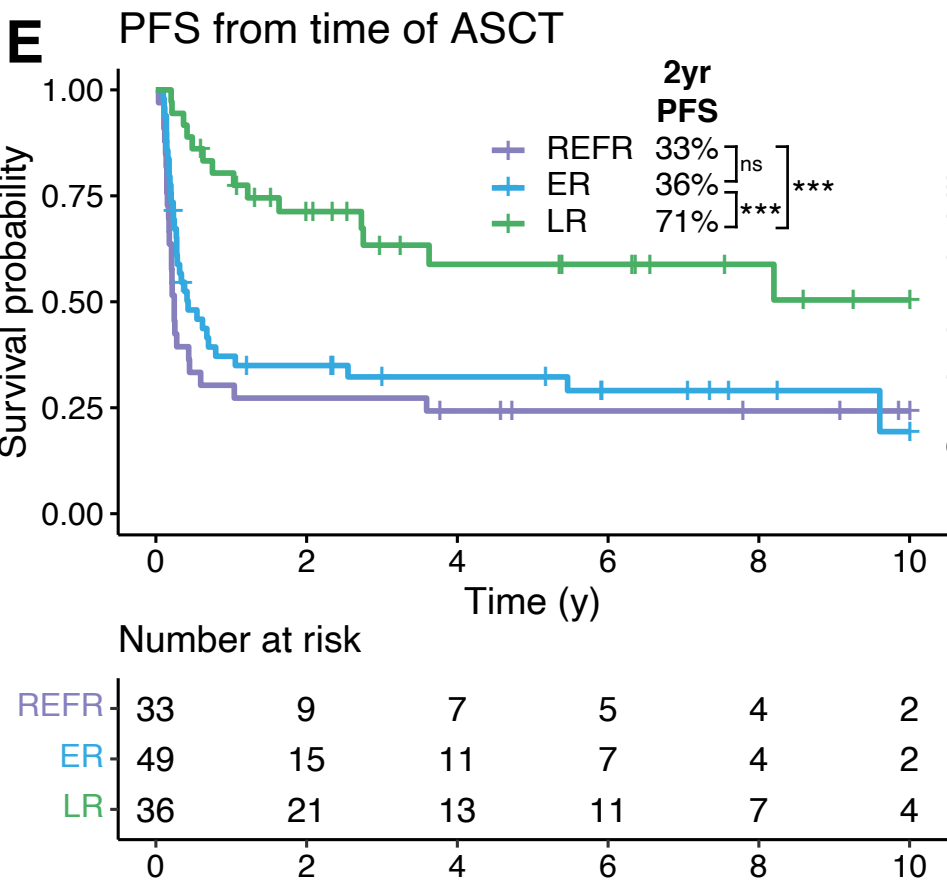 E PFS from time of ASCT
2yr
PFS
REFR 33%
ER 36%
LR 71%
ns
***
***
Survival probability
1.00
0.75
0.50
0.25
0.00
0 2 4 6 8 10
Time (y)
Number at risk
REFR 33 9 7 5 4 2
ER 49 15 11 7 4 2
LR 36 21 13 11 7 4
0 2 4 6 8 10